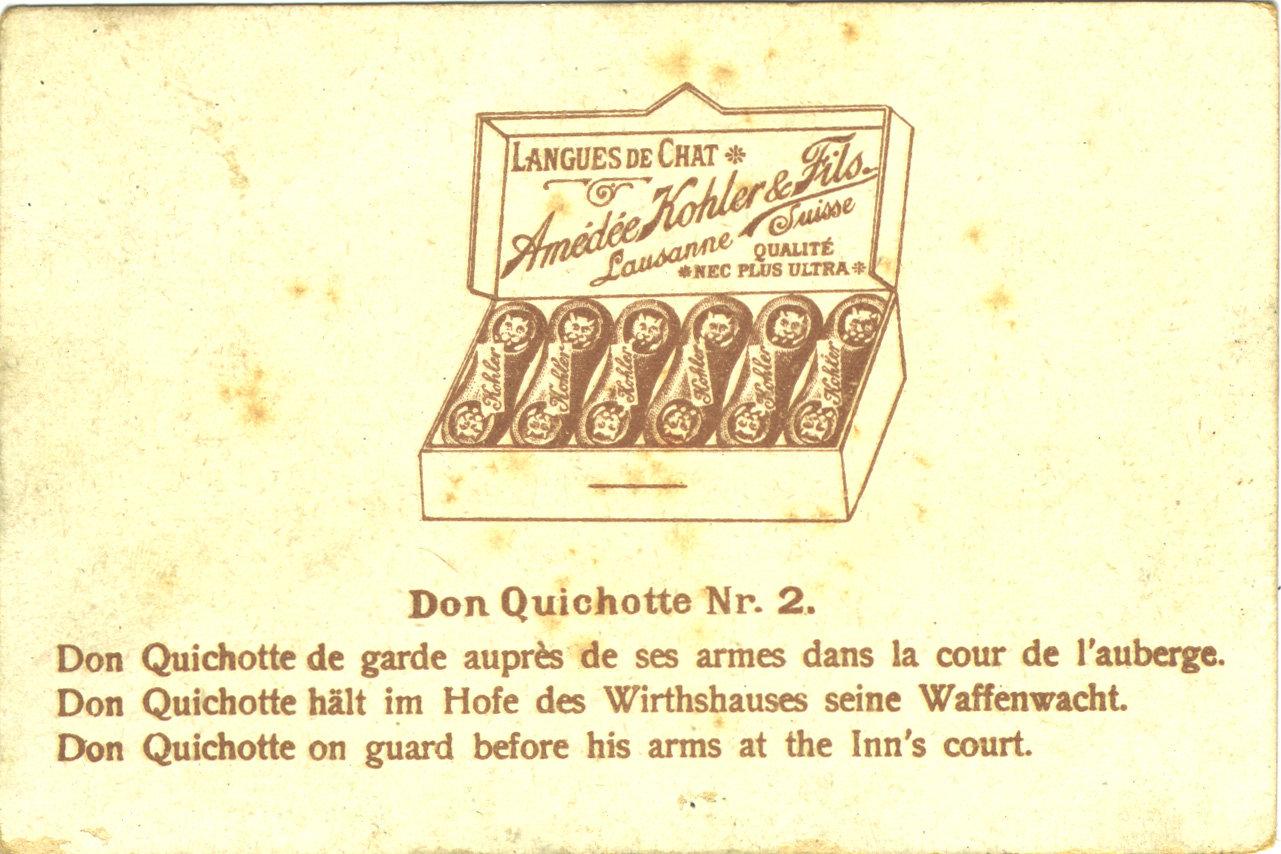 LANGUES DE CHAT *
Amédée Kohler & Fils.
Lausanne Suisse
QUALITÉ
*NEC PLUS ULTRA*
Kohler Kohler Kohler Kohler Kohler Kohler
Don Quichotte Nr. 2.
Don Quichotte de garde auprès de ses armes dans la cour de l'auberge.
Don Quichotte hält im Hofe des Wirthshauses seine Waffenwacht.
Don Quichotte on guard before his arms at the Inn's court.